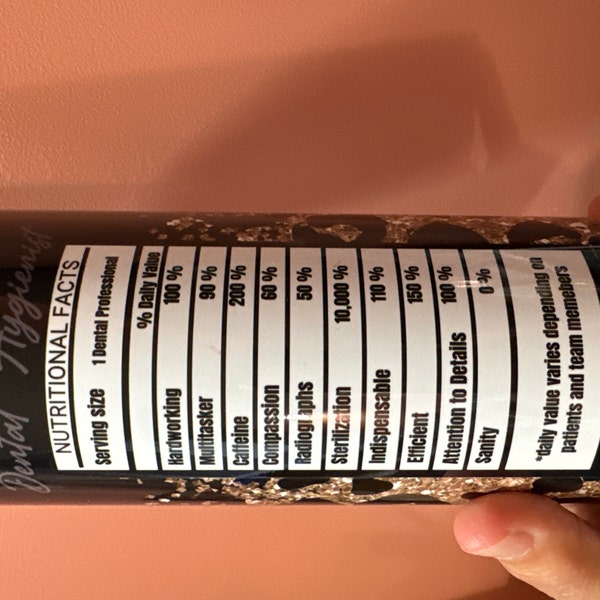 Dental Hygienist
NUTRITIONAL FACTS
Serving size 1 Dental Professional
% Daily Value
Hartworking 100 %
Multitasker 90 %
Caffeine 200 %
Conpassion 60 %
Radiographs 50 %
Sterilization 10,000 %
Indispensable 110 %
Efficient 150 %
Attention to Details 100 %
Sanity 0 %
*daily value varies depending on
patients and team memebers